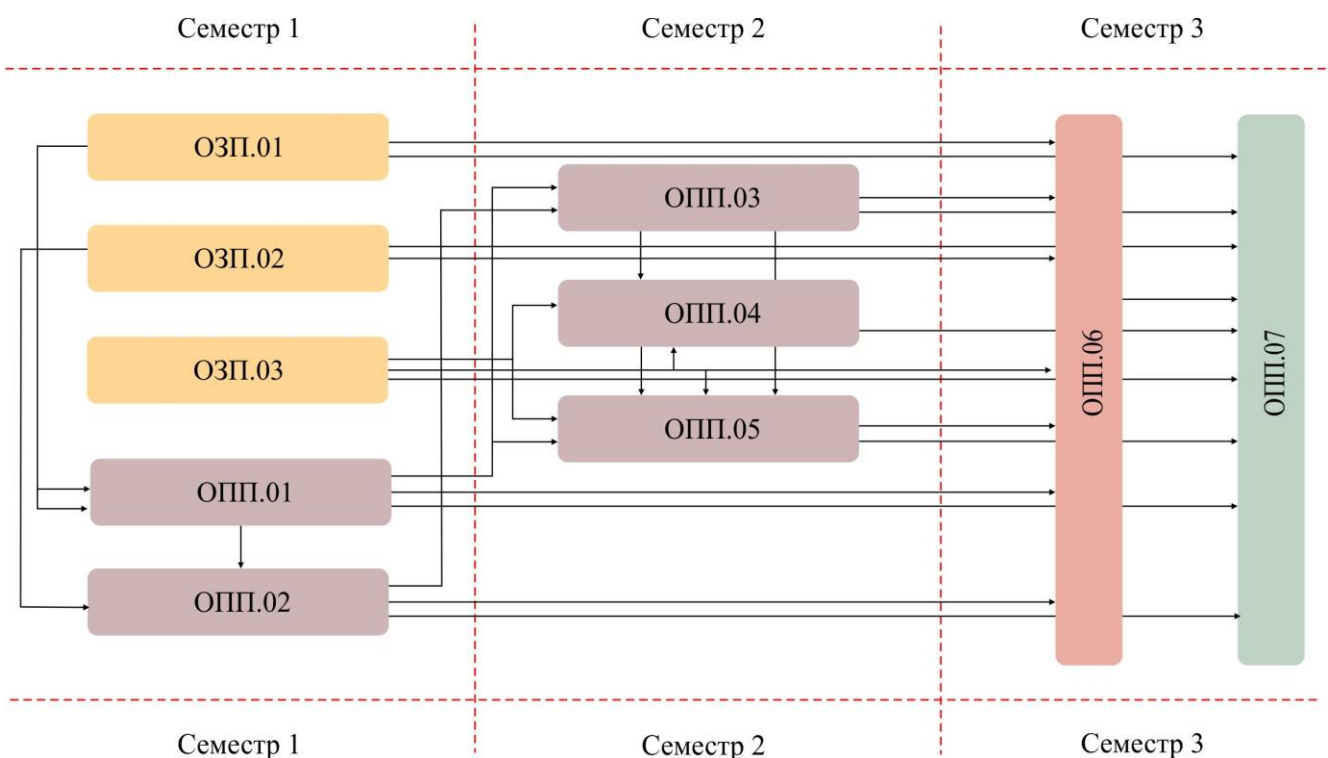 Семестр 1
Семестр 2
Семестр 3
ОЗП.01
ОПП.03
ОЗП.02
ОПП.04
ОЗП.03
ОПП.05
ОПП.01
ОПП.02
ОПП.06
ОПП.07
Семестр 1
Семестр 2
Семестр 3